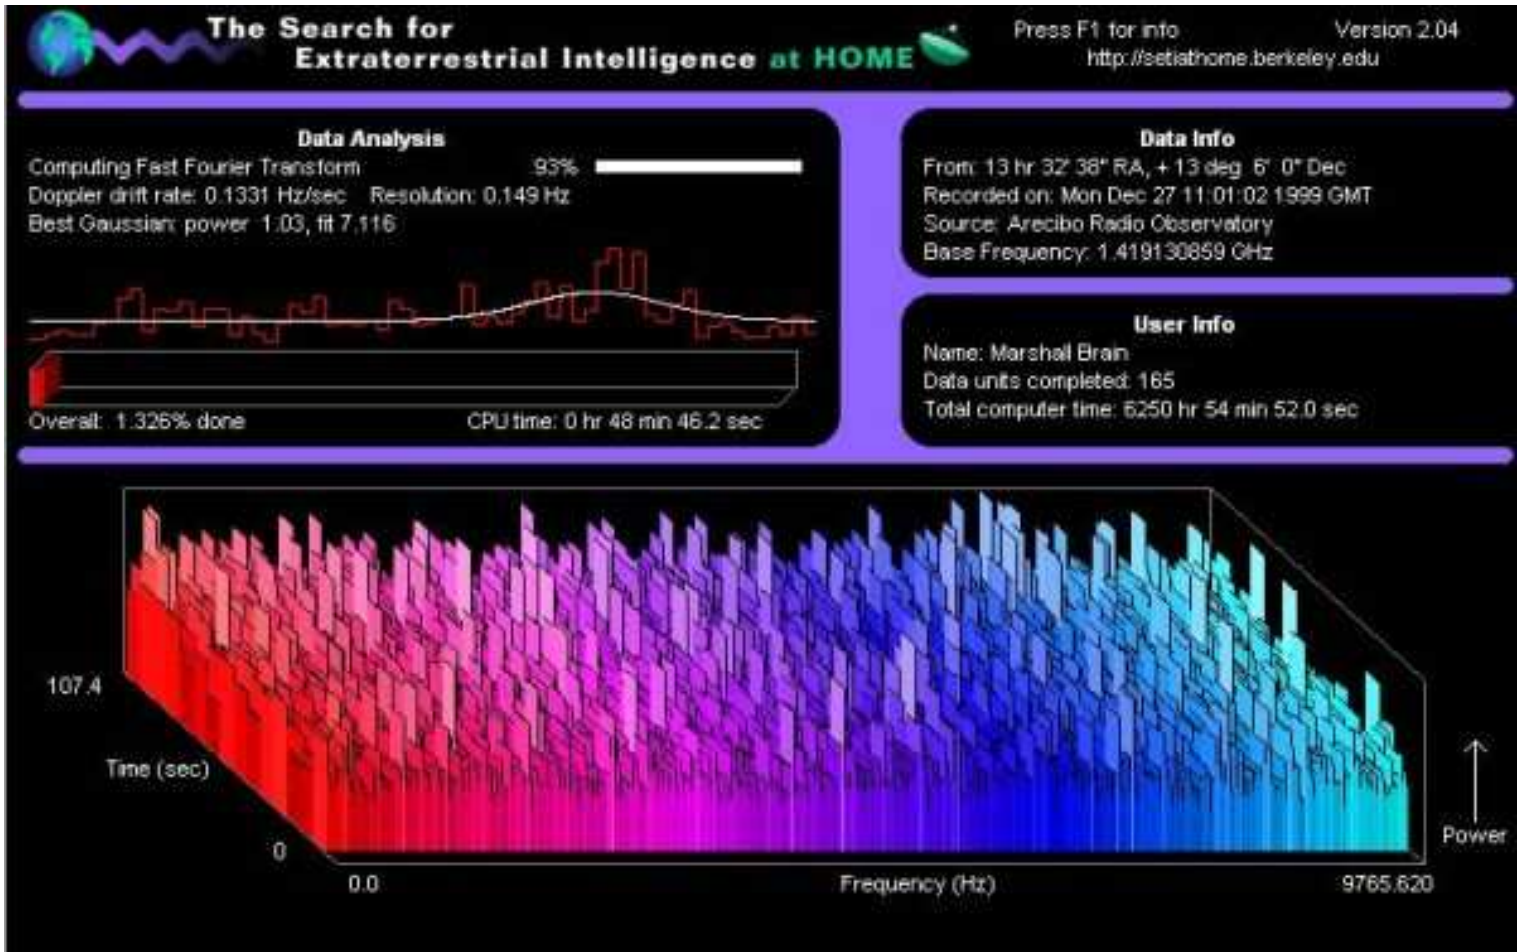 The Search for
Extraterrestrial Intelligence at HOME
Press F1 for info Version 2.04
http://setiathome.berkeley.edu
Data Analysis
Computing Fast Fourier Transform 93%
Doppler drift rate: 0.1331 Hz/sec Resolution: 0.149 Hz
Best Gaussian: power 1.03, fit 7.116
Overall: 1.326% done CPU time: 0 hr 48 min 46.2 sec
Data Info
From: 13 hr 32' 38" RA, + 13 deg 6' 0" Dec
Recorded on: Mon Dec 27 11:01:02 1999 GMT
Source: Arecibo Radio Observatory
Base Frequency: 1.419130859 GHz
User Info
Name: Marshall Brain
Data units completed: 165
Total computer time: 6250 hr 54 min 52.0 sec
107.4
Time (sec)
0
0.0 Frequency (Hz) 9765.620
Power